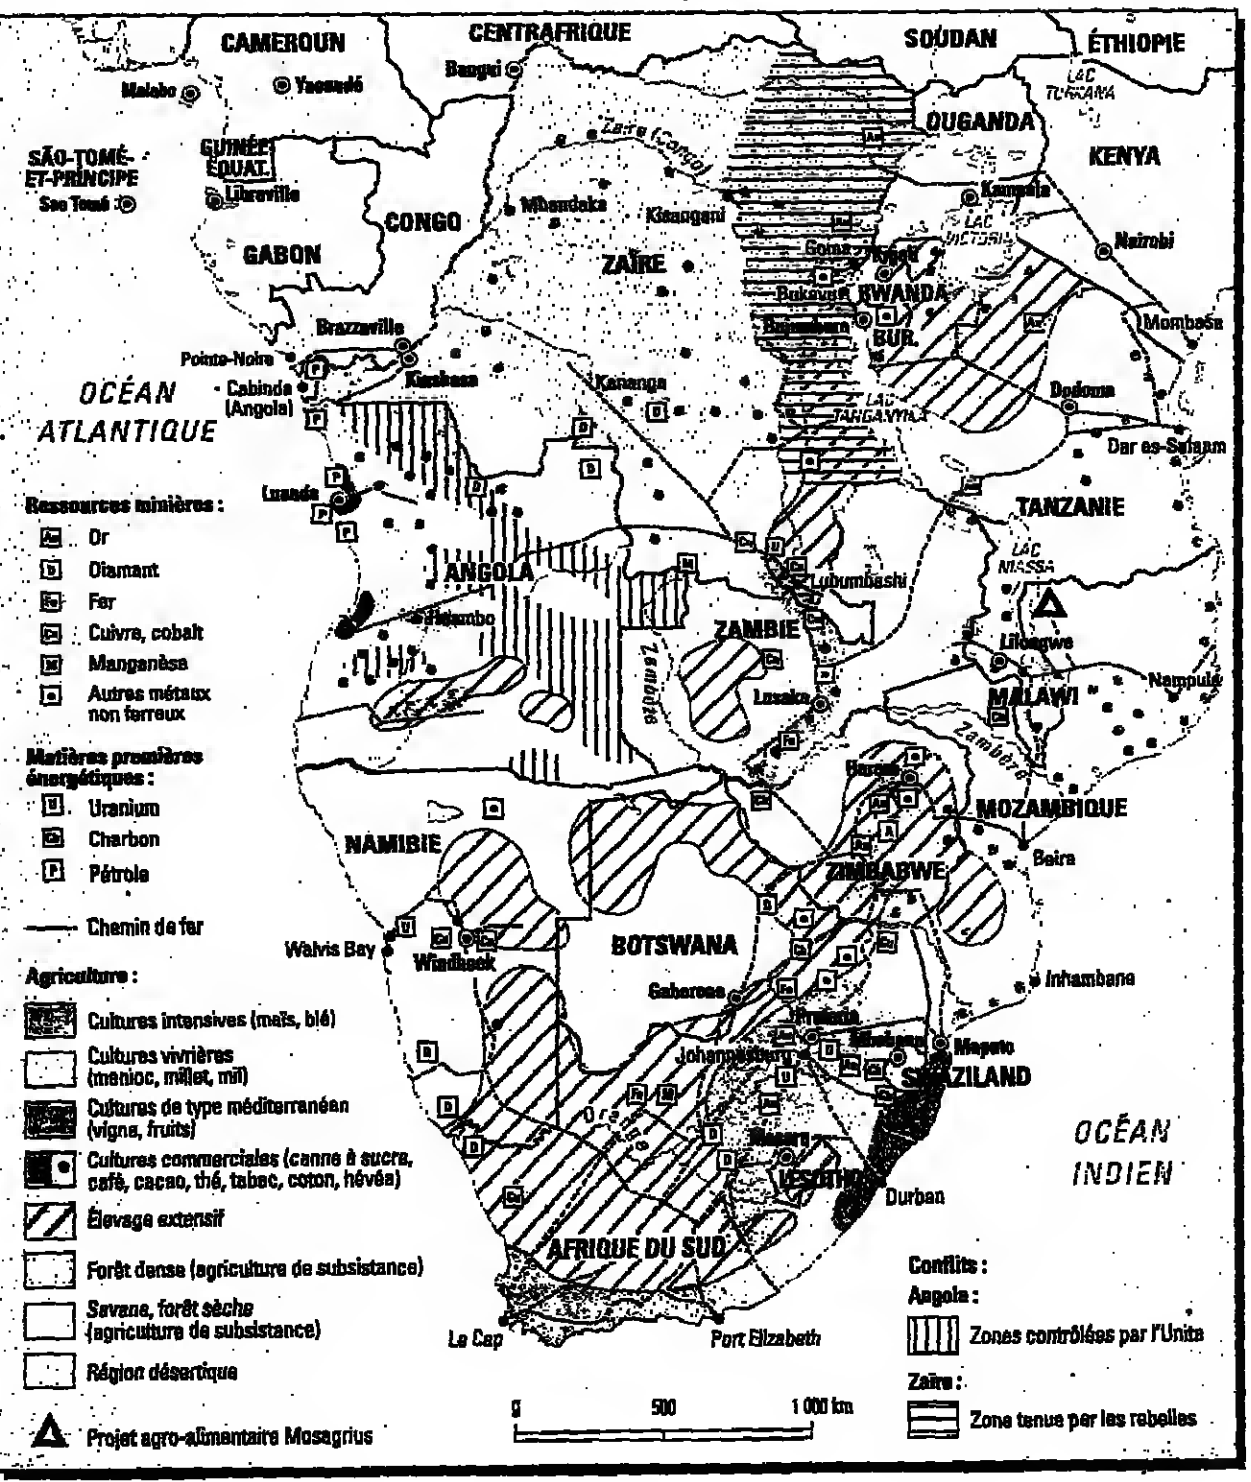 CAMEROUN
CENTRAFRIQUE
SOUDAN
ÉTHIOPIE
Bangui
Malabo
Yaoundé
LAC
TURKANA
OUGANDA
KENYA
SÃO-TOMÉ-
ET-PRINCIPE
Sao Tomé
GUINÉE
ÉQUAT.
Libreville
Zaïre (Congo)
Kampala
Mbandaka
Kisangani
CONGO
LAC
VICTORIA
Nairobi
GABON
ZAÏRE
Goma
Kigali
Bukavu
RWANDA
Bujumbura
BUR.
Mombasa
Brazzaville
Pointe-Noire
Kinshasa
Cabinda
(Angola)
Kananga
LAC
TANGANYIKA
Dodoma
Dar es-Salaam
OCÉAN
ATLANTIQUE
Luanda
TANZANIE
ANGOLA
LAC
NIASSA
Lubumbashi
Huambo
ZAMBIE
Lilongwe
Zambèze
Lusaka
MALAWI
Nampula
Zambèze
Harare
MOZAMBIQUE
NAMIBIE
ZIMBABWE
Beira
Walvis Bay
Windhoek
BOTSWANA
Gaborone
Inhambane
Pretoria
Johannesburg
Mbabane
Maputo
SWAZILAND
Orange
Maseru
LESOTHO
Durban
OCÉAN
INDIEN
AFRIQUE DU SUD
Le Cap
Port Elizabeth
Ressources minières :
Au Or
D Diamant
Fe Fer
Cu Cuivre, cobalt
M Manganèse
Autres métaux
non ferreux
Matières premières
énergétiques :
U Uranium
Ch Charbon
P Pétrole
Chemin de fer
Agriculture :
Cultures intensives (maïs, blé)
Cultures vivrières
(manioc, millet, mil)
Cultures de type méditerranéen
(vigne, fruits)
Cultures commerciales (canne à sucre,
café, cacao, thé, tabac, coton, hévéa)
Élevage extensif
Forêt dense (agriculture de subsistance)
Savane, forêt sèche
(agriculture de subsistance)
Région désertique
Projet agro-alimentaire Mosagrius
0 500 1 000 km
Conflits :
Angola :
Zones contrôlées par l'Unita
Zaïre :
Zone tenue par les rebelles